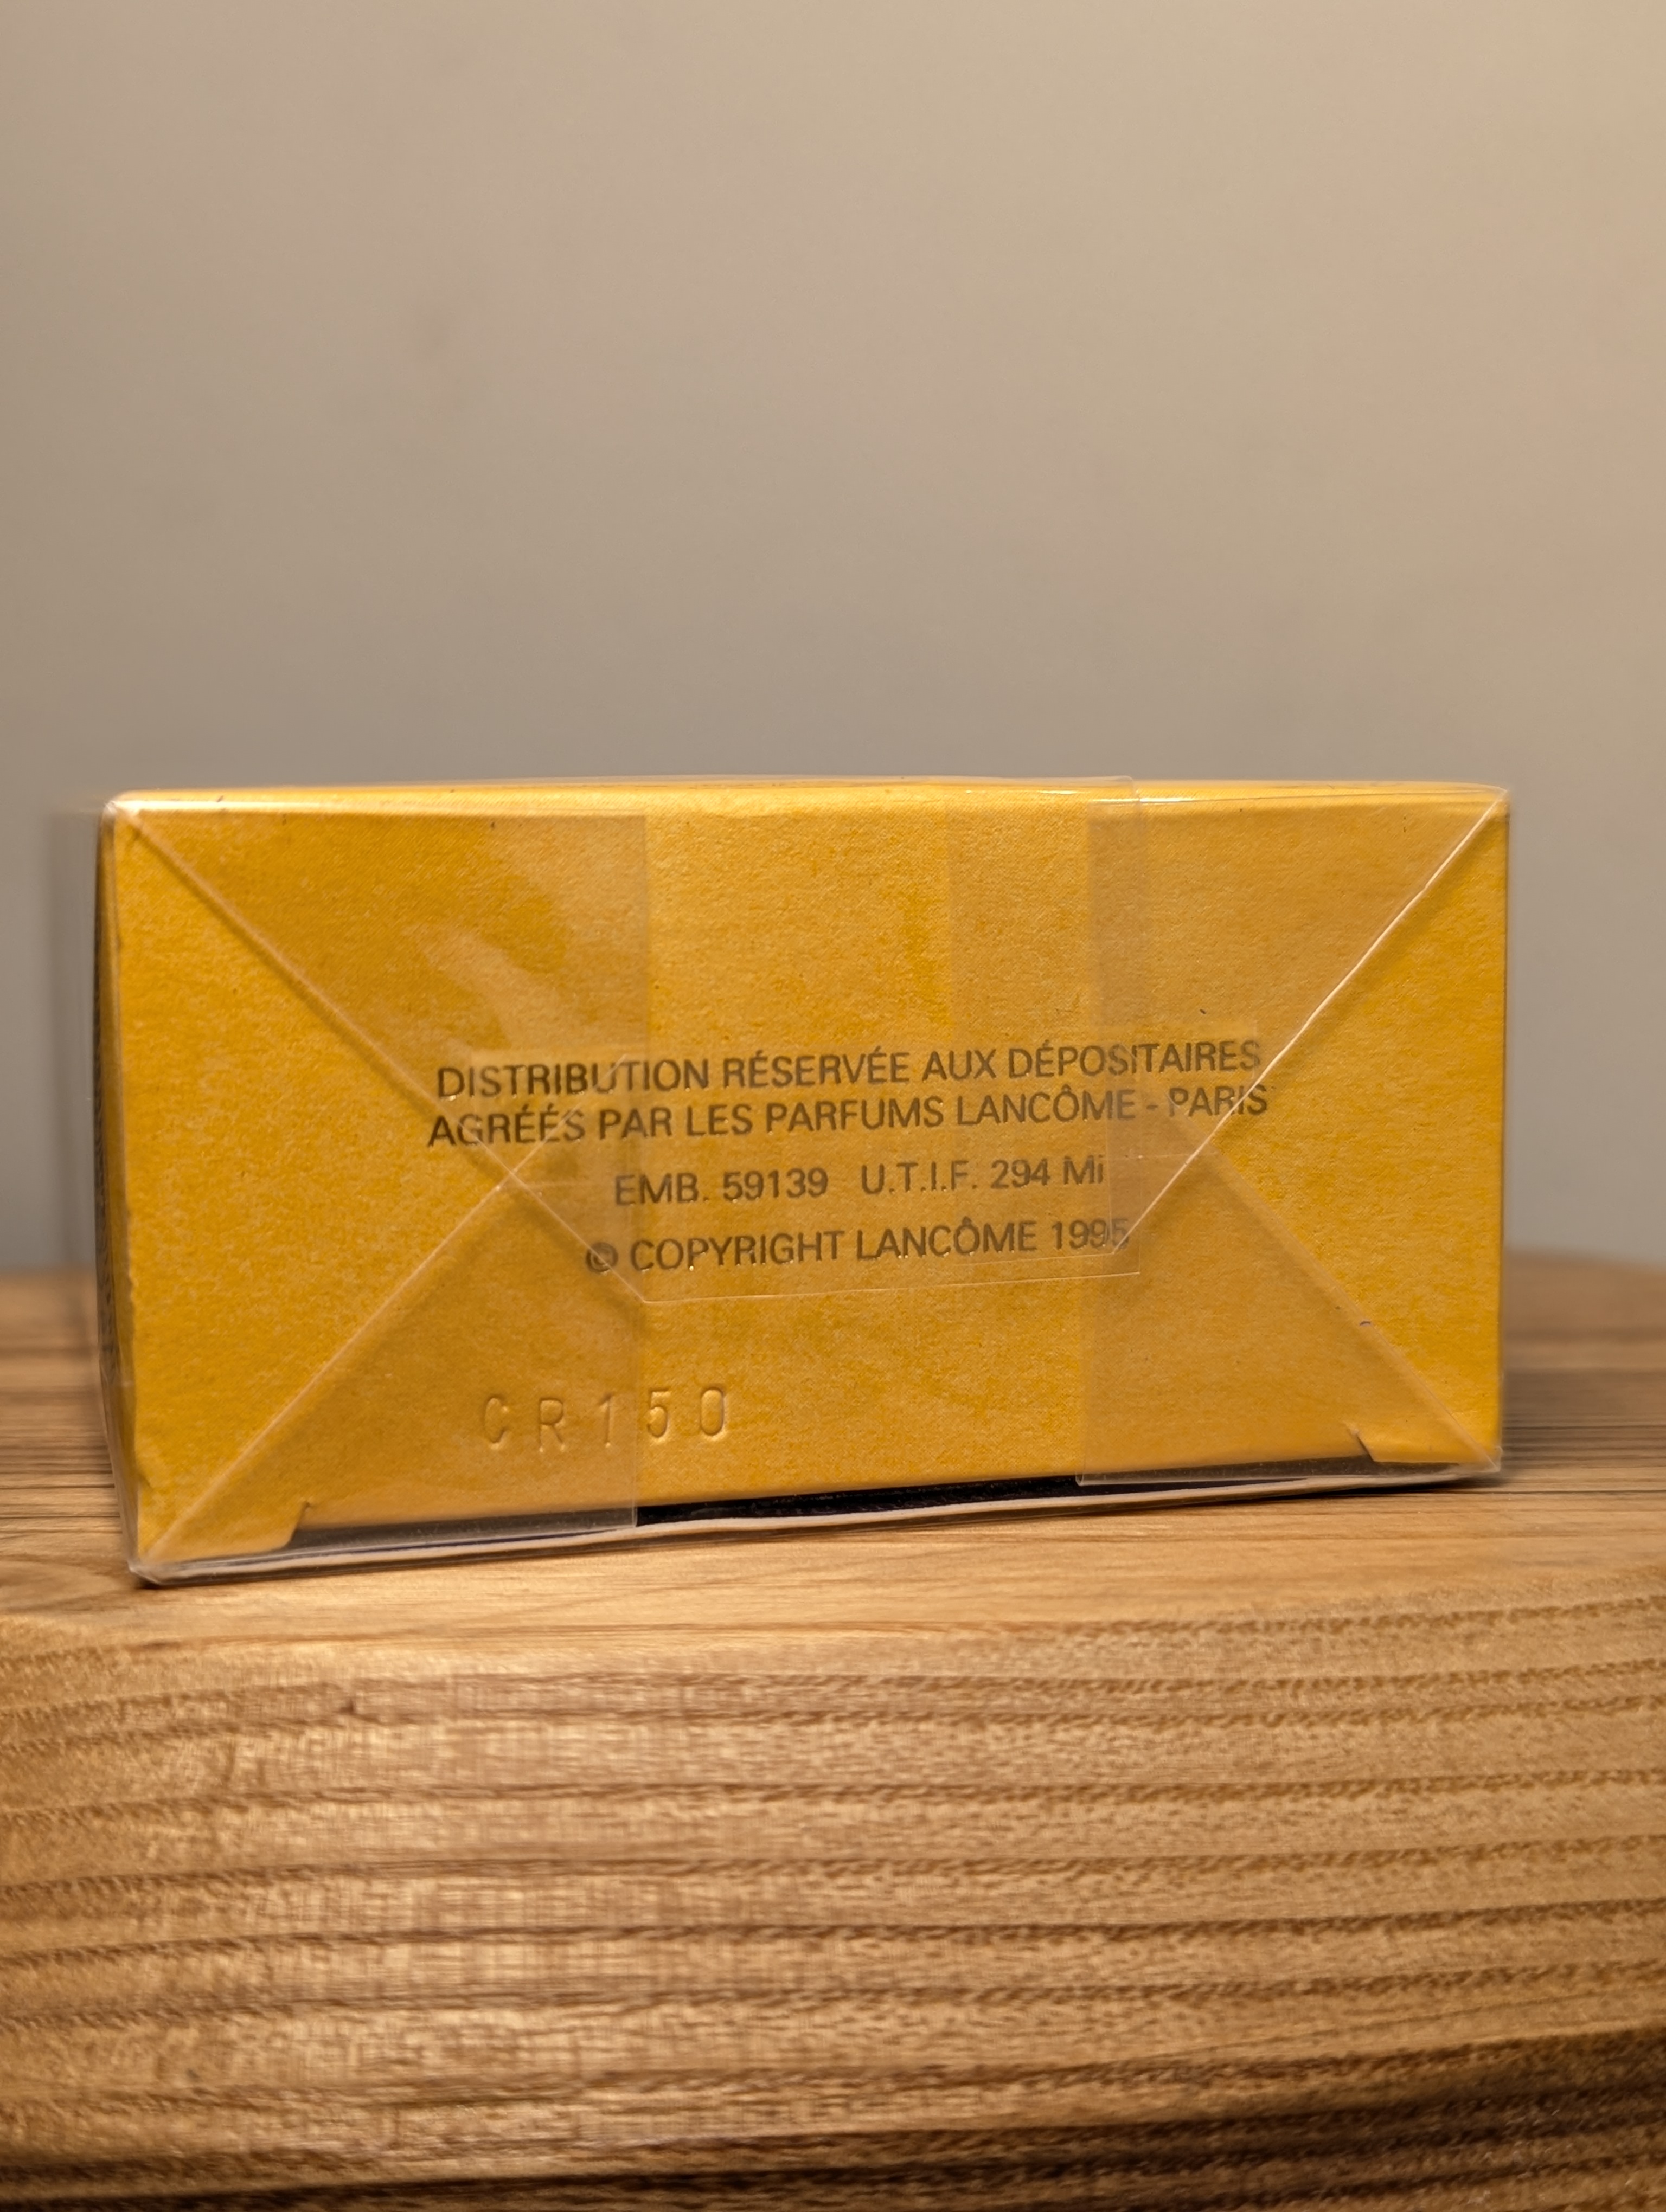 DISTRIBUTION RÉSERVÉE AUX DÉPOSITAIRES
AGRÉÉS PAR LES PARFUMS LANCÔME - PARIS
EMB. 59139 U.T.I.F. 294 Mi
© COPYRIGHT LANCÔME 1995
CR150